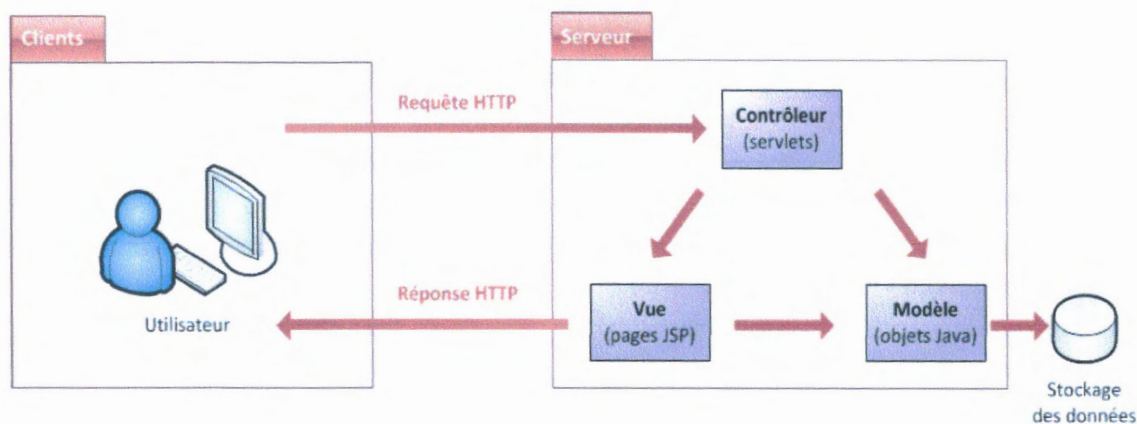 Clients
Serveur
Requête HTTP
Contrôleur
(servlets)
Réponse HTTP
Utilisateur
Vue
(pages JSP)
Modèle
(objets Java)
Stockage
des données